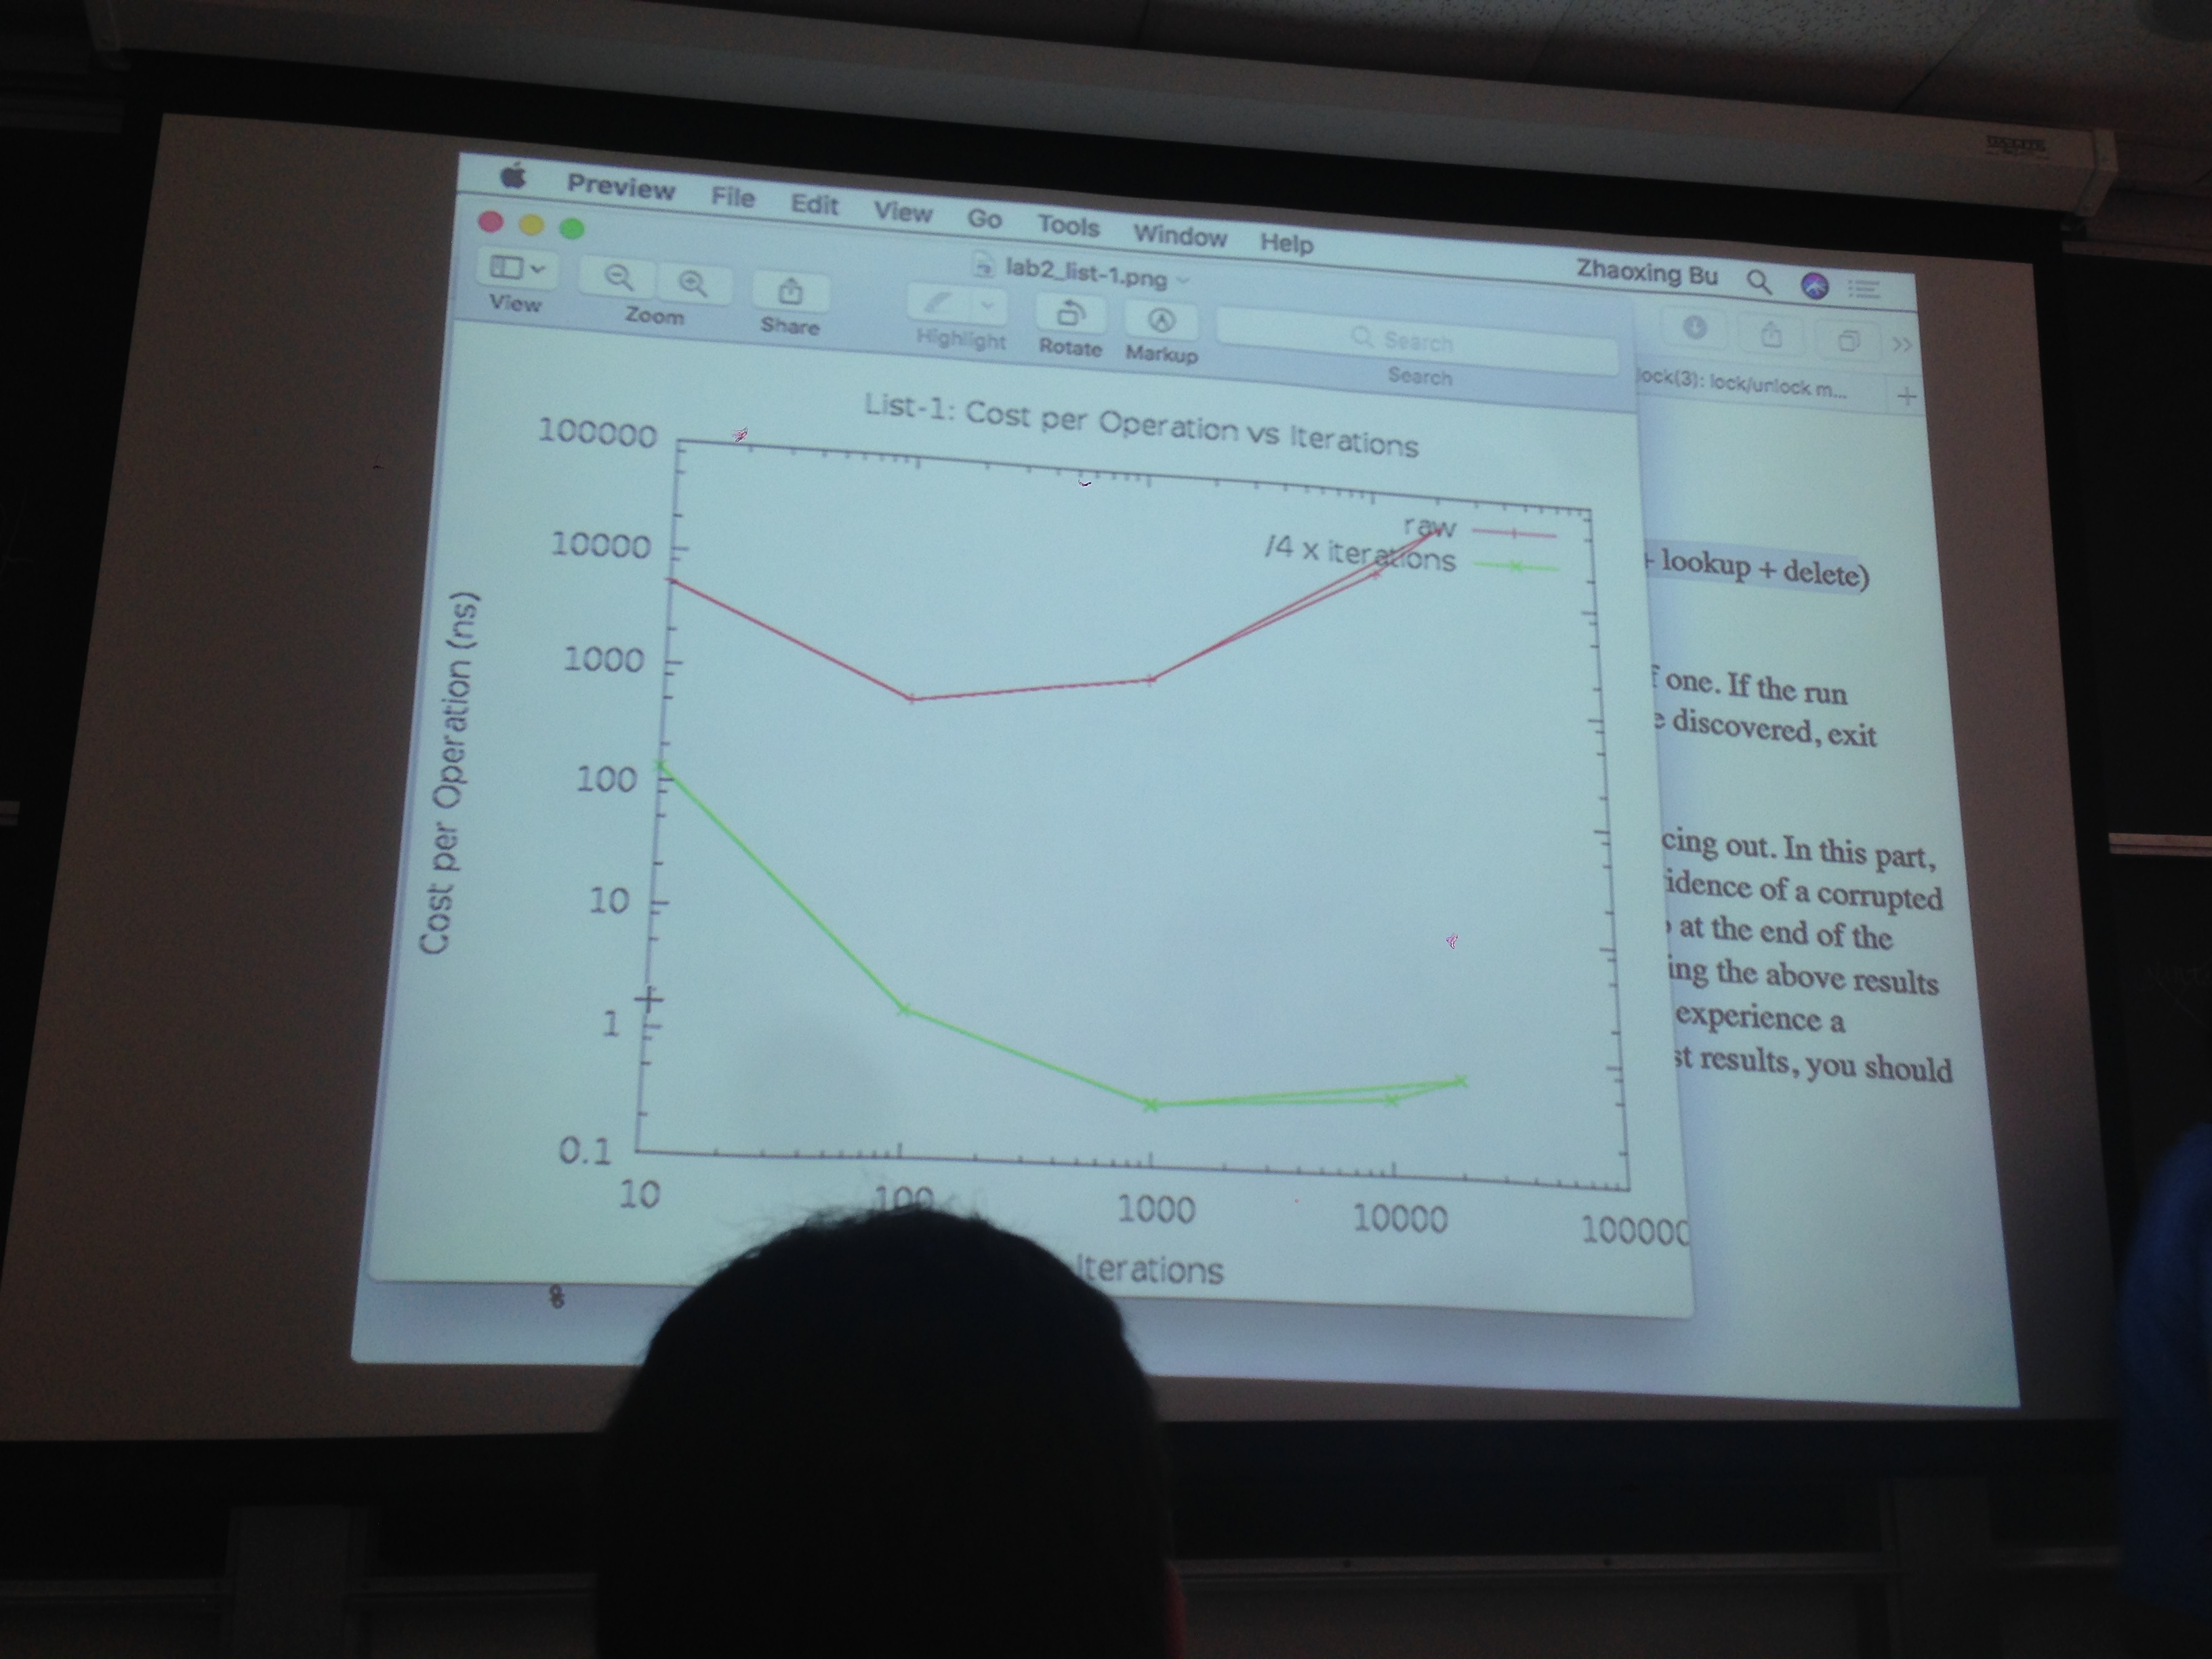 Preview File Edit View Go Tools Window Help
Zhaoxing Bu
lab2_list-1.png
View Zoom Share Highlight Rotate Markup
Search
Search
lock(3): lock/unlock m...
List-1: Cost per Operation vs Iterations
raw
/4 x iterations
100000
10000
1000
100
10
1
0.1
Cost per Operation (ns)
10 100 1000 10000 100000
Iterations
+ lookup + delete)
one. If the run
discovered, exit
cing out. In this part,
idence of a corrupted
at the end of the
ing the above results
experience a
st results, you should